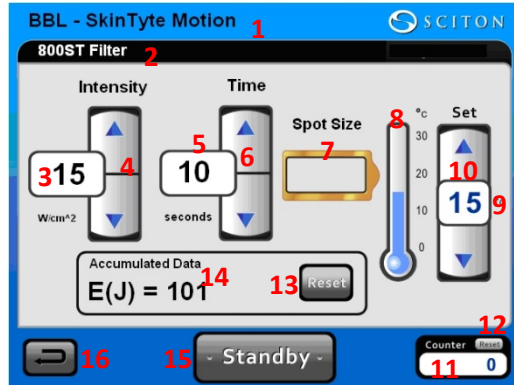 BBL - SkinTyte Motion 1 SCITON
800ST Filter 2
Intensity Time Spot Size °c Set
3 15 4 5 10 6 7 8 30 20 10 0 10 15 9
W/cm^2 seconds
Accumulated Data
E(J) = 101 14 13 Reset
16 15 - Standby - Counter Reset 12
11 0